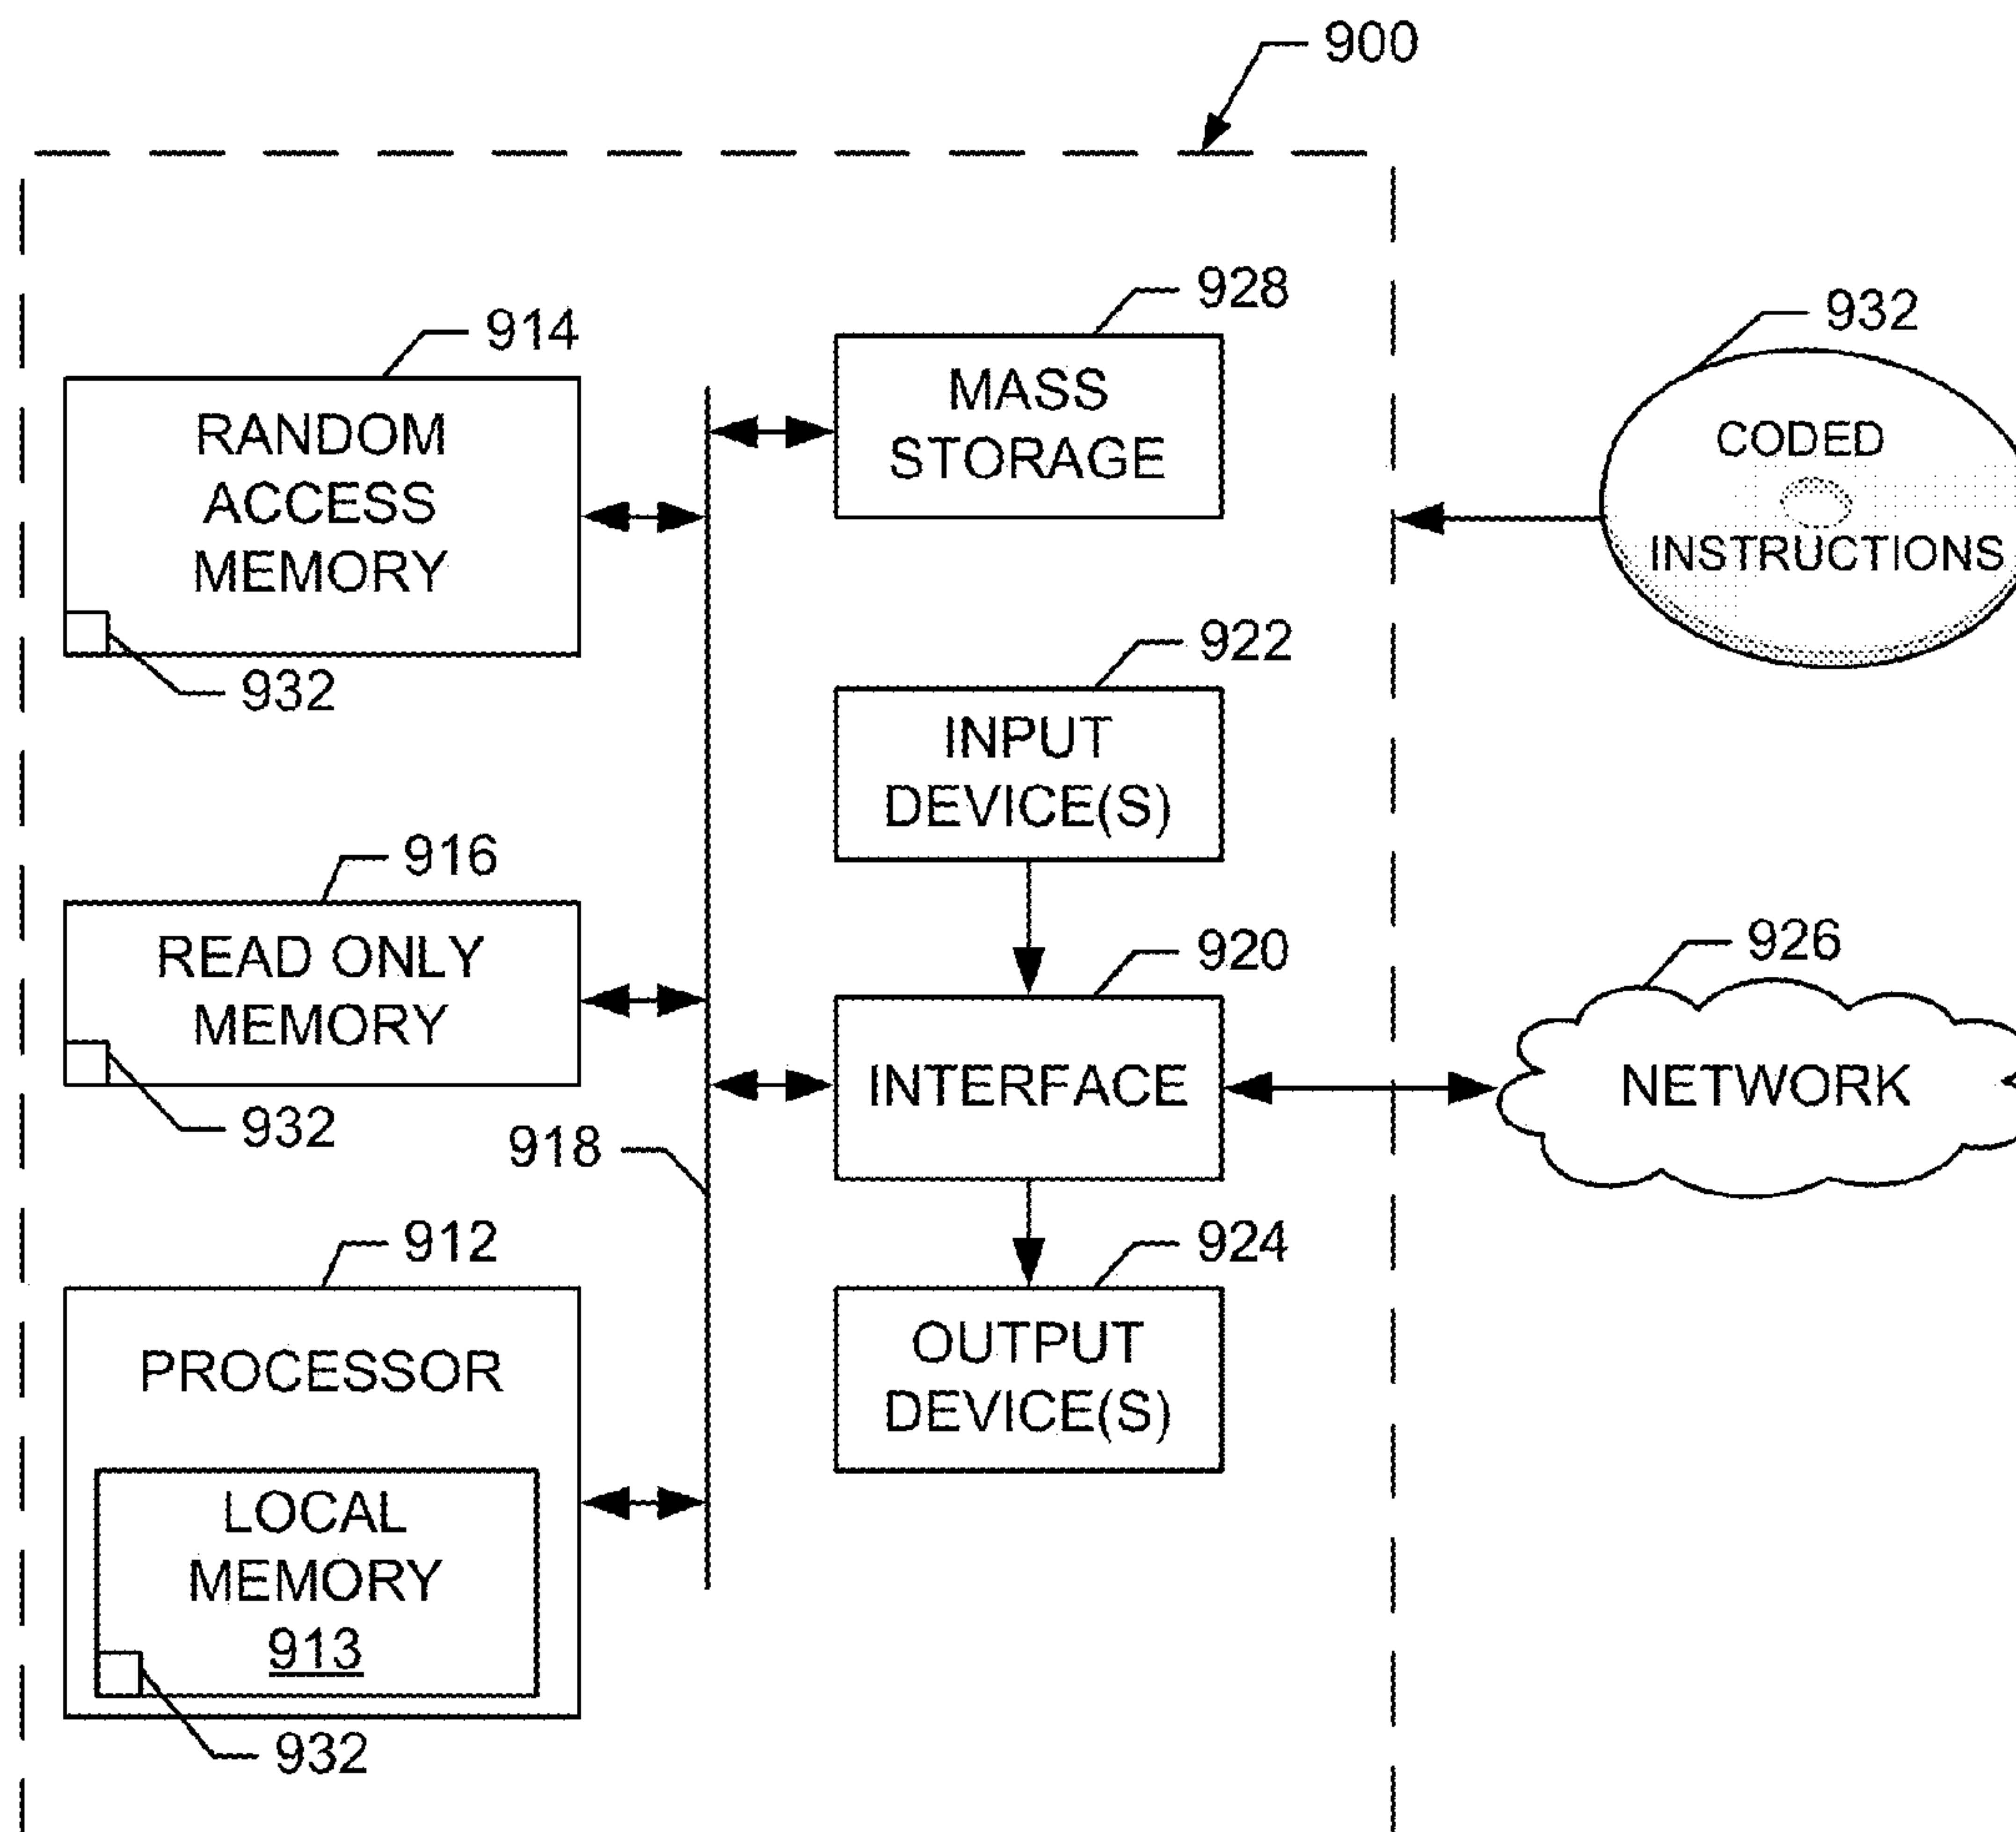 900
928
MASS
STORAGE
914
RANDOM
ACCESS
MEMORY
932
932
CODED
INSTRUCTIONS
922
INPUT
DEVICE(S)
916
READ ONLY
MEMORY
932
920
INTERFACE
926
NETWORK
918
912
PROCESSOR
LOCAL
MEMORY
913
932
924
OUTPUT
DEVICE(S)